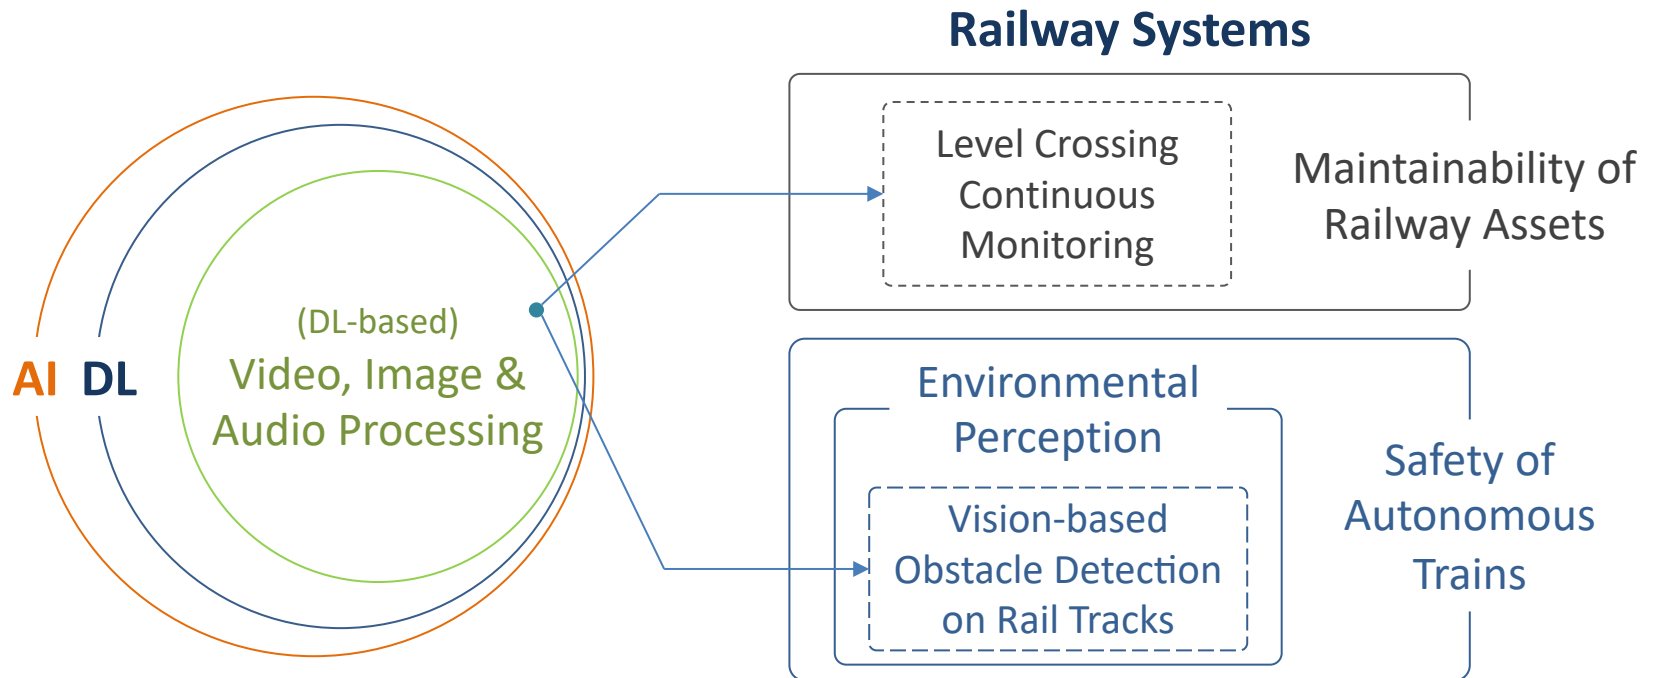 Railway Systems
Level Crossing
Continuous
Monitoring
Maintainability of
Railway Assets
(DL-based)
Video, Image &
Audio Processing
AI DL
Environmental
Perception
Vision-based
Obstacle Detection
on Rail Tracks
Safety of
Autonomous
Trains